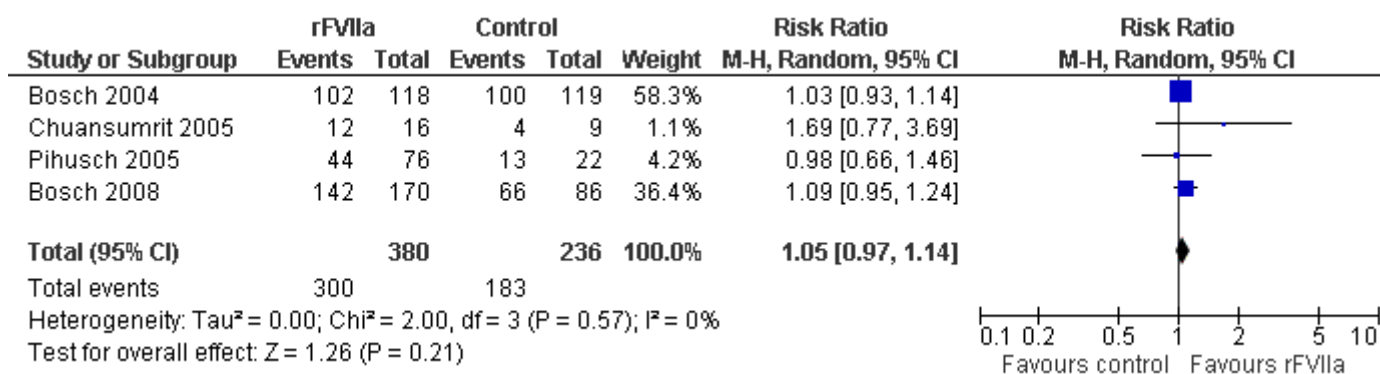 rFVIIa Control Risk Ratio Risk Ratio
Study or Subgroup Events Total Events Total Weight M-H, Random, 95% CI M-H, Random, 95% CI
Bosch 2004 102 118 100 119 58.3% 1.03 [0.93, 1.14]
Chuansumrit 2005 12 16 4 9 1.1% 1.69 [0.77, 3.69]
Pihusch 2005 44 76 13 22 4.2% 0.98 [0.66, 1.46]
Bosch 2008 142 170 66 86 36.4% 1.09 [0.95, 1.24]
Total (95% CI) 380 236 100.0% 1.05 [0.97, 1.14]
Total events 300 183
Heterogeneity: Tau² = 0.00; Chi² = 2.00, df = 3 (P = 0.57); I² = 0%
Test for overall effect: Z = 1.26 (P = 0.21)
0.1 0.2 0.5 1 2 5 10
Favours control Favours rFVIIa